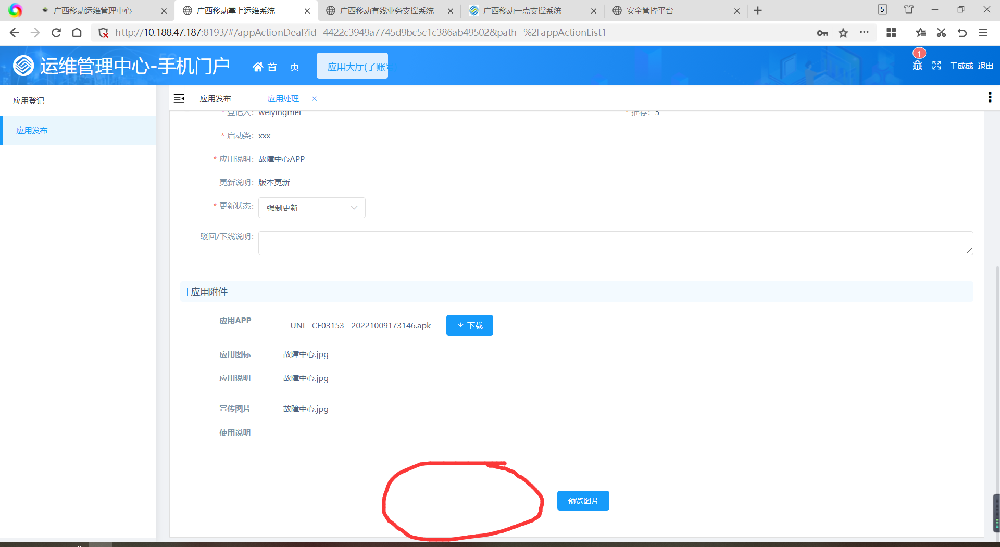 广西移动运维管理中心
广西移动掌上运维系统
广西移动有线业务支撑系统
广西移动一点支撑系统
安全管控平台
5
http://10.188.47.187:8193/#/appActionDeal?id=4422c3949a7745d9bc5c1c386ab49502&path=%2FappActionList1
运维管理中心-手机门户
首 页
应用大厅(子账号
1
王成成 退出
应用登记
应用发布
应用发布
应用处理
* 登记人: weiyingmei
* 推荐: 5
* 启动类: xxx
* 应用说明: 故障中心APP
更新说明: 版本更新
* 更新状态: 强制更新
驳回/下线说明:
应用附件
应用APP
__UNI__CE03153__20221009173146.apk
下载
应用图标 故障中心.jpg
应用说明 故障中心.jpg
宣传图片 故障中心.jpg
使用说明
预览图片